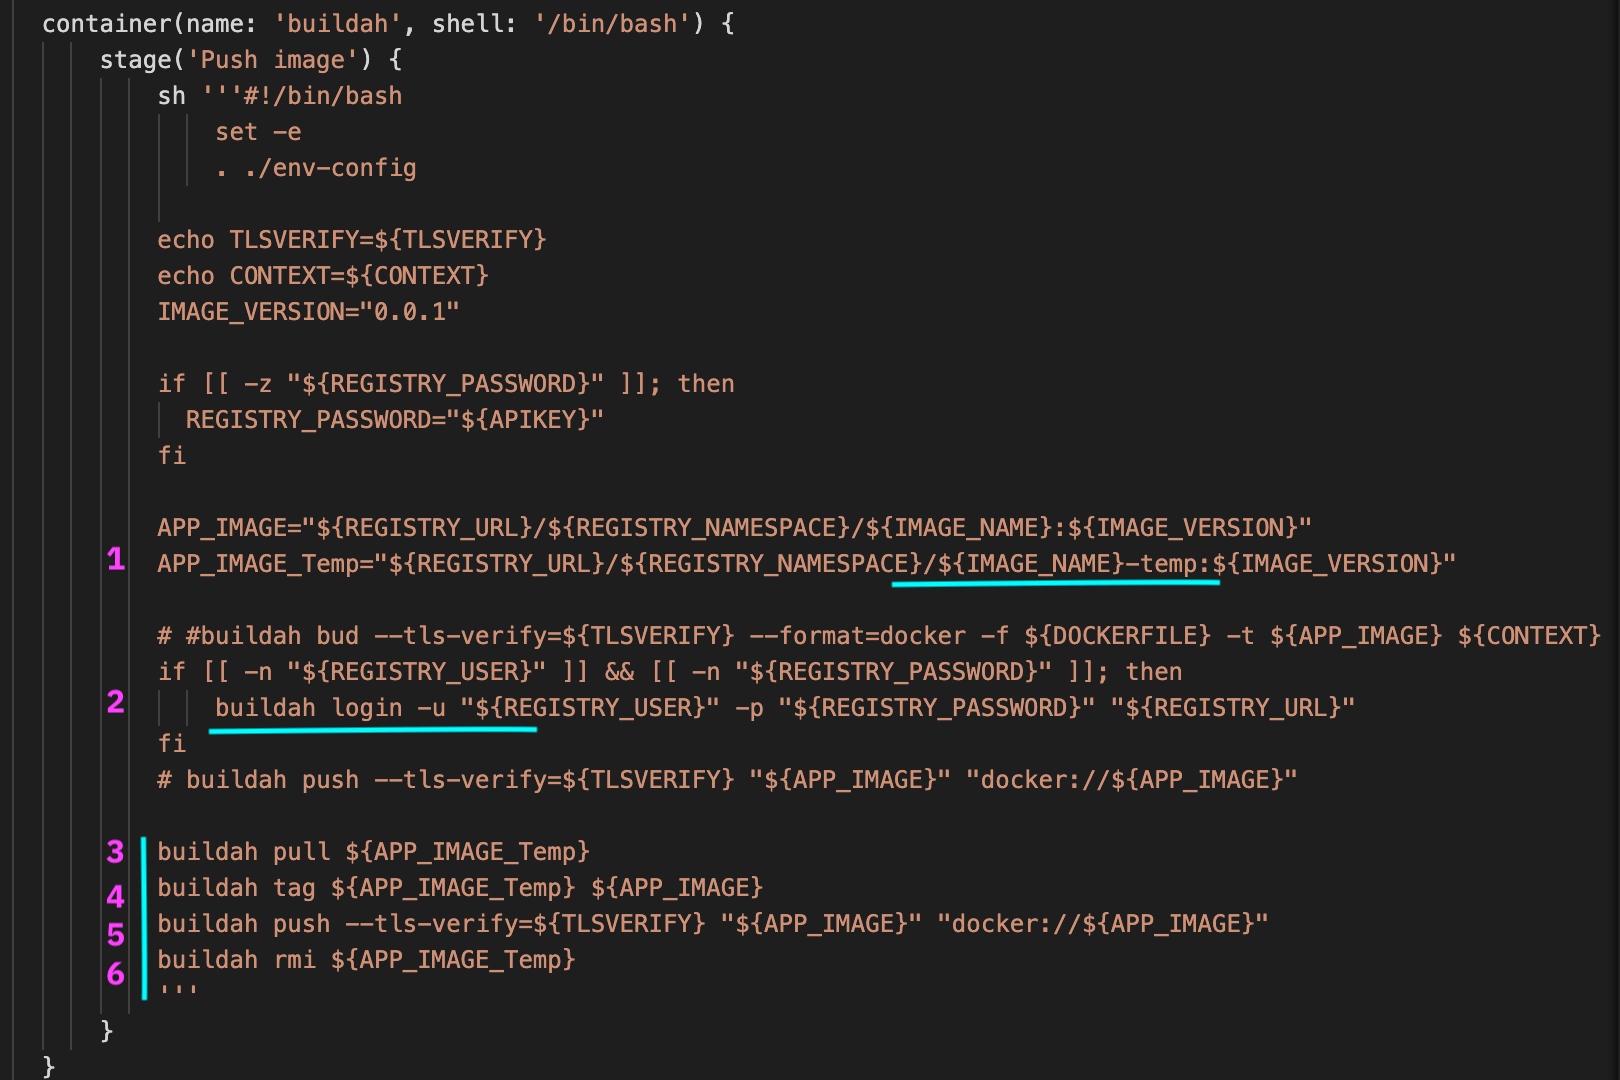 container(name: 'buildah', shell: '/bin/bash') {
stage('Push image') {
sh '''#!/bin/bash
set -e
. ./env-config
echo TLSVERIFY=${TLSVERIFY}
echo CONTEXT=${CONTEXT}
IMAGE_VERSION="0.0.1"
if [[ -z "${REGISTRY_PASSWORD}" ]]; then
REGISTRY_PASSWORD="${APIKEY}"
fi
APP_IMAGE="${REGISTRY_URL}/${REGISTRY_NAMESPACE}/${IMAGE_NAME}:${IMAGE_VERSION}"
1 APP_IMAGE_Temp="${REGISTRY_URL}/${REGISTRY_NAMESPACE}/${IMAGE_NAME}-temp:${IMAGE_VERSION}"
# #buildah bud --tls-verify=${TLSVERIFY} --format=docker -f ${DOCKERFILE} -t ${APP_IMAGE} ${CONTEXT}
if [[ -n "${REGISTRY_USER}" ]] && [[ -n "${REGISTRY_PASSWORD}" ]]; then
2 buildah login -u "${REGISTRY_USER}" -p "${REGISTRY_PASSWORD}" "${REGISTRY_URL}"
fi
# buildah push --tls-verify=${TLSVERIFY} "${APP_IMAGE}" "docker://${APP_IMAGE}"
3 buildah pull ${APP_IMAGE_Temp}
4 buildah tag ${APP_IMAGE_Temp} ${APP_IMAGE}
5 buildah push --tls-verify=${TLSVERIFY} "${APP_IMAGE}" "docker://${APP_IMAGE}"
6 buildah rmi ${APP_IMAGE_Temp}
'''
}
}